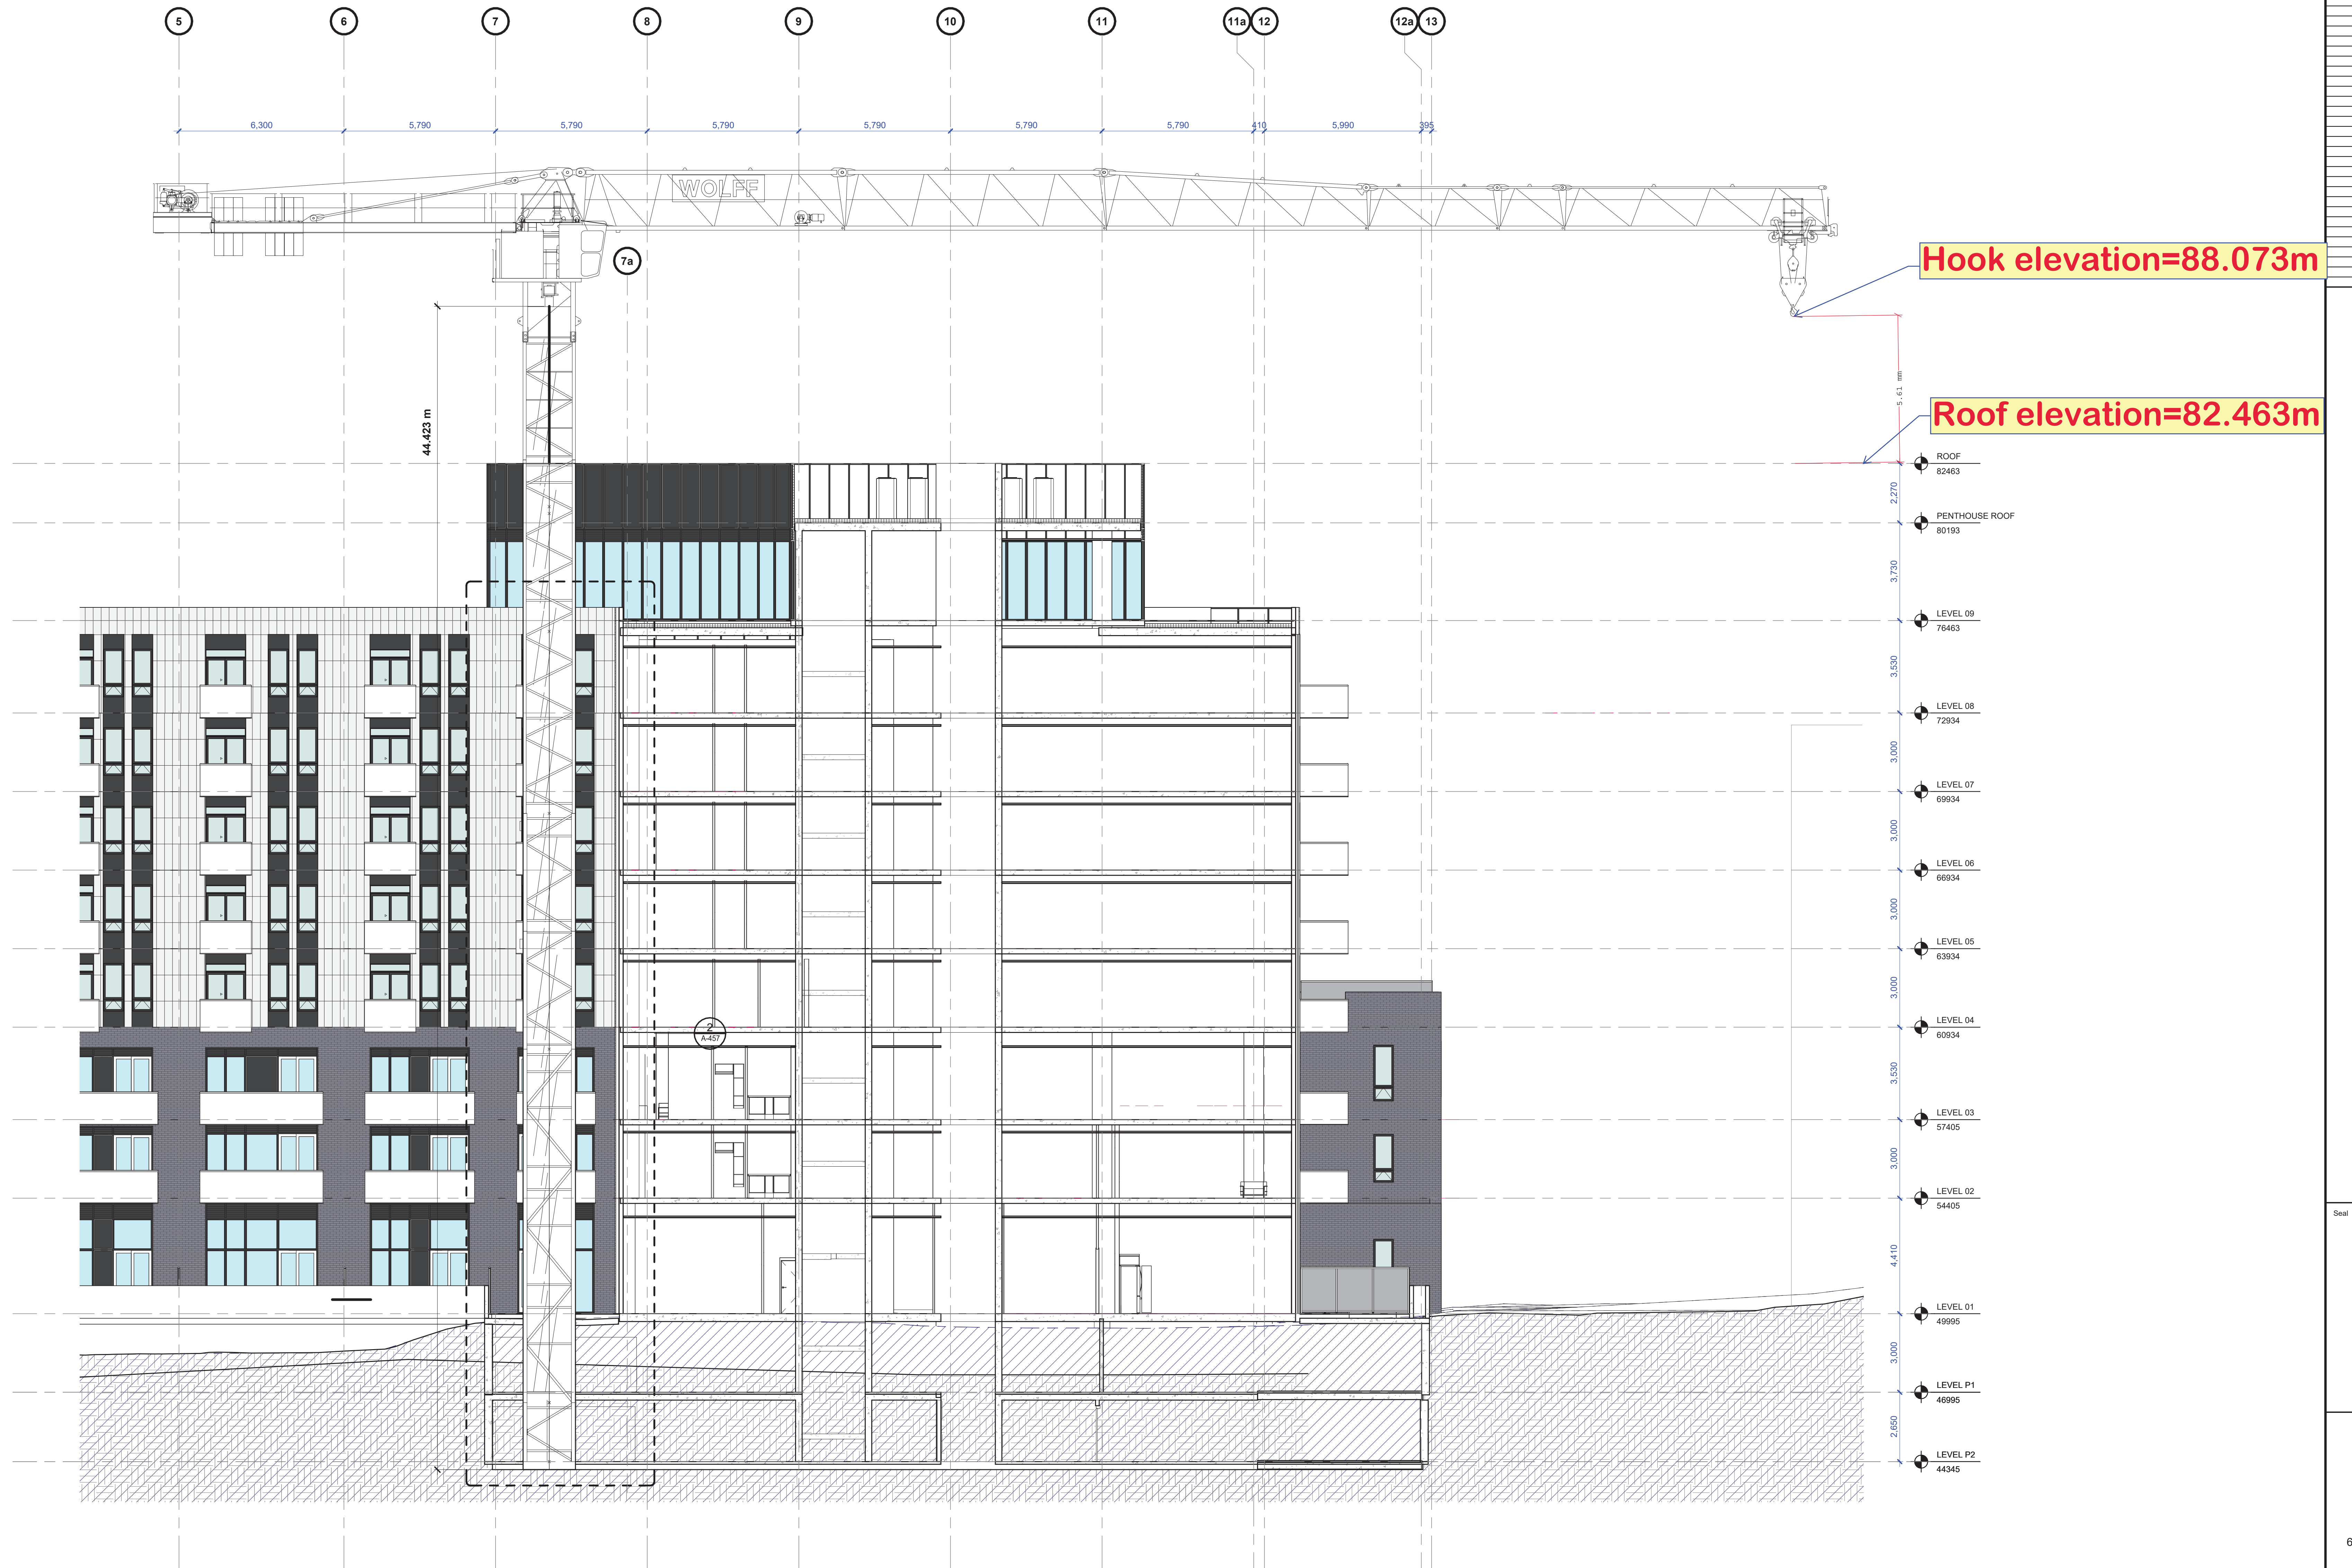 5 6 7 8 9 10 11 11a 12 12a 13
6,300 5,790 5,790 5,790 5,790 5,790 5,790 410 5,990 395
WOLFF
Hook elevation=88.073m
7a
5.61 mm
Roof elevation=82.463m
44.423 m
ROOF
82463
2,270
PENTHOUSE ROOF
80193
3,730
LEVEL 09
76463
3,530
LEVEL 08
72934
3,000
LEVEL 07
69934
3,000
LEVEL 06
66934
3,000
LEVEL 05
63934
3,000
LEVEL 04
60934
2
A-457
3,530
LEVEL 03
57405
3,000
LEVEL 02
54405
Seal
4,410
LEVEL 01
49995
3,000
LEVEL P1
46995
2,650
LEVEL P2
44345
6